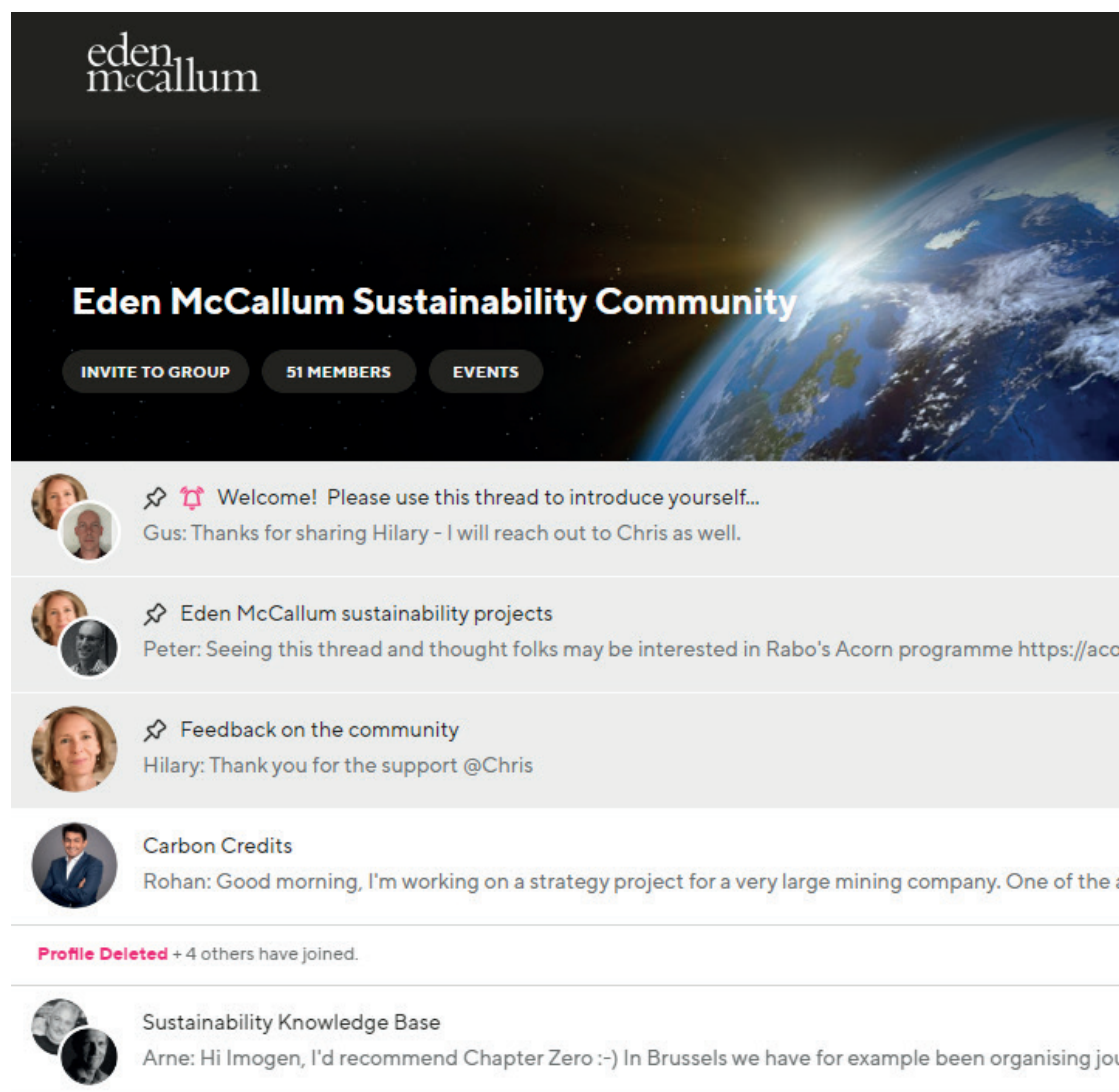 eden
mccallum
Eden McCallum Sustainability Community
INVITE TO GROUP
51 MEMBERS
EVENTS
Welcome! Please use this thread to introduce yourself...
Gus: Thanks for sharing Hilary - I will reach out to Chris as well.
Eden McCallum sustainability projects
Peter: Seeing this thread and thought folks may be interested in Rabo's Acorn programme https://aco
Feedback on the community
Hilary: Thank you for the support @Chris
Carbon Credits
Rohan: Good morning, I'm working on a strategy project for a very large mining company. One of the a
Profile Deleted + 4 others have joined.
Sustainability Knowledge Base
Arne: Hi Imogen, I'd recommend Chapter Zero :-) In Brussels we have for example been organising jou